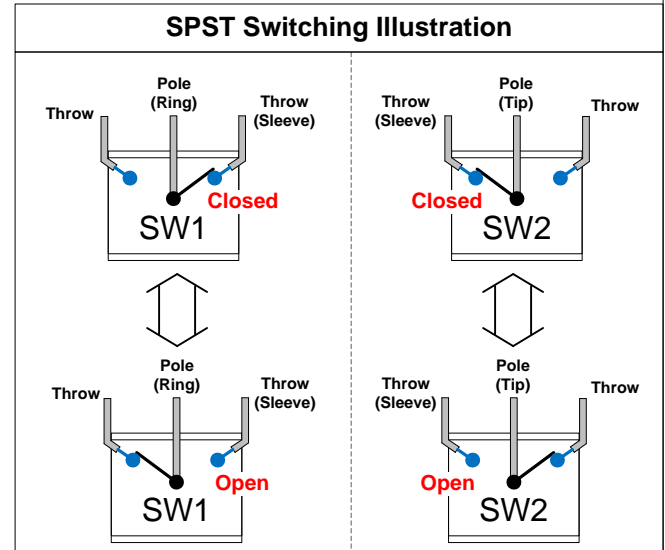 SPST Switching Illustration
Throw
Pole
(Ring)
Throw
(Sleeve)
Closed
SW1
Throw
(Sleeve)
Pole
(Tip)
Throw
Closed
SW2
Throw
Pole
(Ring)
Throw
(Sleeve)
Open
SW1
Throw
(Sleeve)
Pole
(Tip)
Throw
Open
SW2